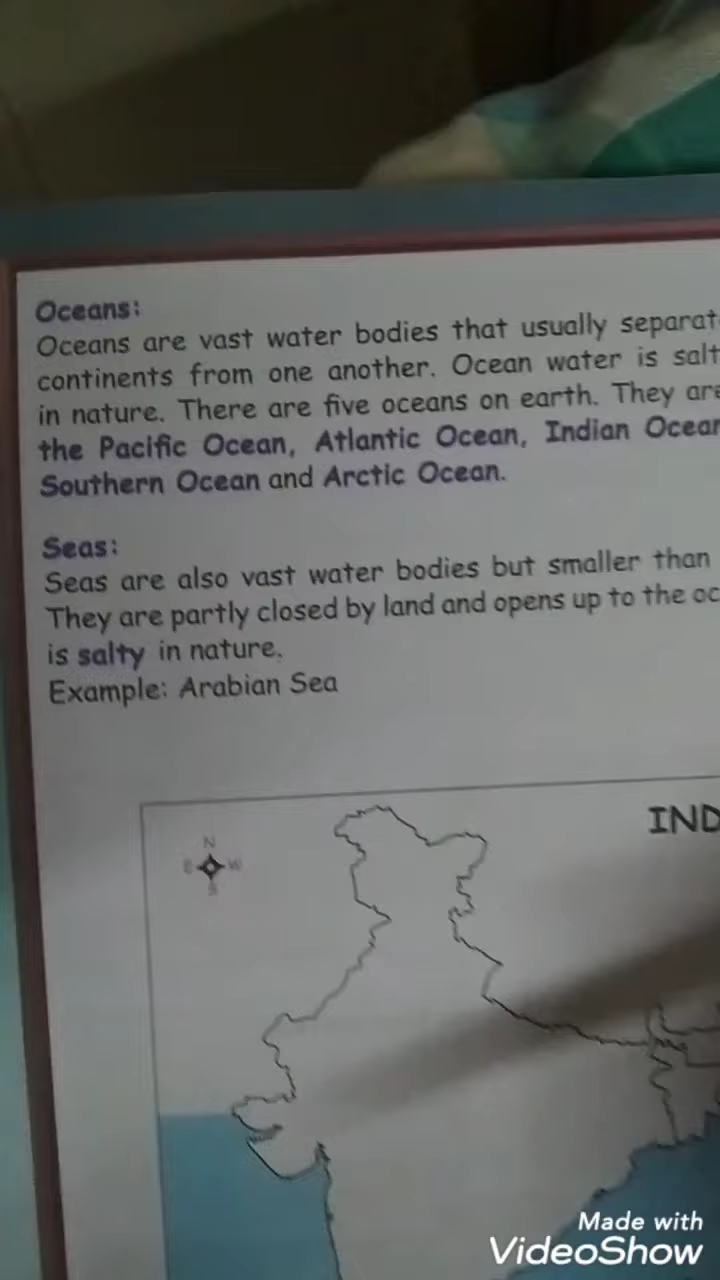 Oceans:
Oceans are vast water bodies that usually separat
continents from one another. Ocean water is salt
in nature. There are five oceans on earth. They are
the Pacific Ocean, Atlantic Ocean, Indian Ocean
Southern Ocean and Arctic Ocean.
Seas:
Seas are also vast water bodies but smaller than
They are partly closed by land and opens up to the oc
is salty in nature.
Example: Arabian Sea
IND
N
E W
S
Made with
VideoShow